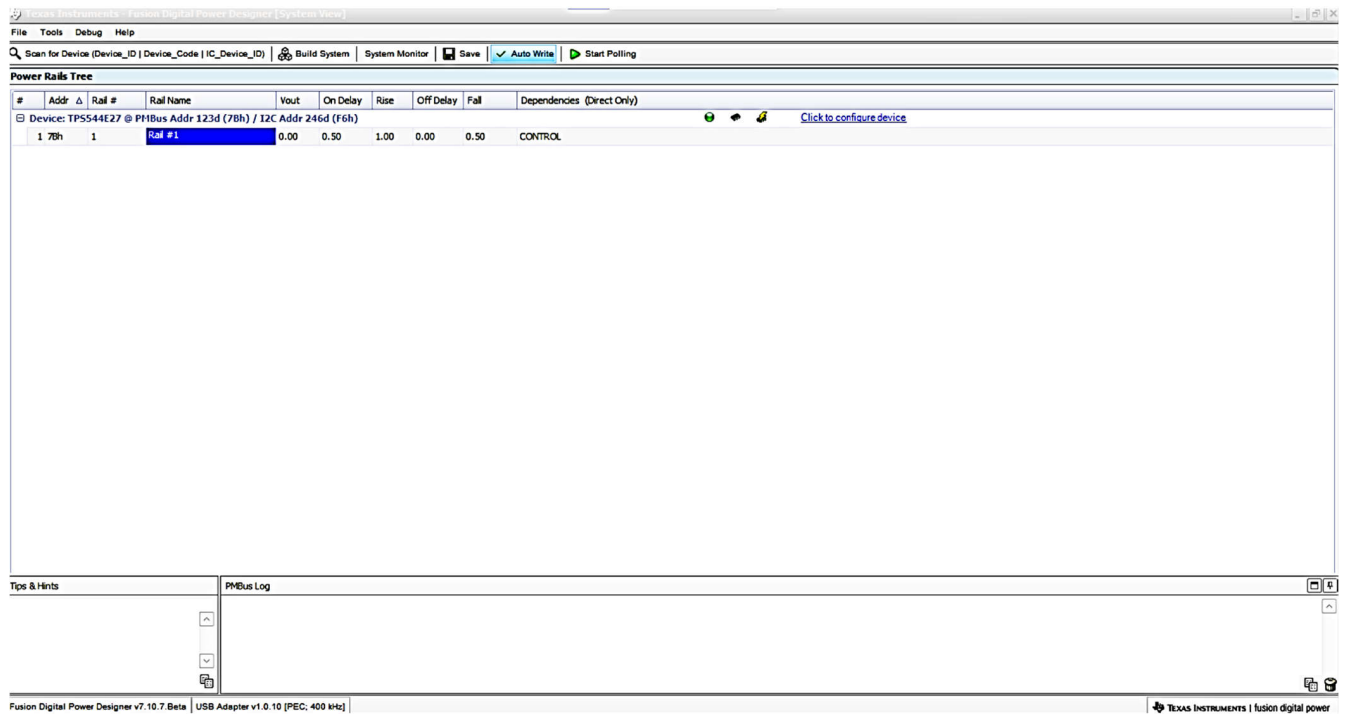 Texas Instruments - Fusion Digital Power Designer [System View]
File Tools Debug Help
Scan for Device (Device_ID | Device_Code | IC_Device_ID) Build System System Monitor Save Auto Write Start Polling
Power Rails Tree
# Addr Rail # Rail Name Vout On Delay Rise Off Delay Fall Dependencies (Direct Only)
Device: TPS544E27 @ PMBus Addr 123d (7Bh) / I2C Addr 246d (F6h) Click to configure device
1 7Bh 1 Rail #1 0.00 0.50 1.00 0.00 0.50 CONTROL
Tips & Hints PMBus Log
Fusion Digital Power Designer v7.10.7.Beta USB Adapter v1.0.10 [PEC; 400 kHz] TEXAS INSTRUMENTS | fusion digital power